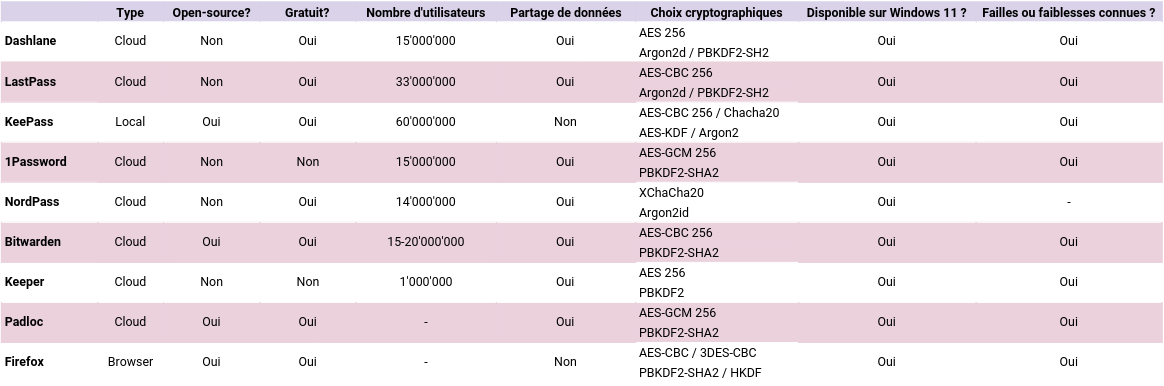 Type Open-source? Gratuit? Nombre d'utilisateurs Partage de données Choix cryptographiques Disponible sur Windows 11 ? Failles ou faiblesses connues ?
Dashlane Cloud Non Oui 15'000'000 Oui AES 256 Oui Oui
Argon2d / PBKDF2-SH2
LastPass Cloud Non Oui 33'000'000 Oui AES-CBC 256 Oui Oui
Argon2d / PBKDF2-SH2
KeePass Local Oui Oui 60'000'000 Non AES-CBC 256 / Chacha20 Oui Oui
AES-KDF / Argon2
1Password Cloud Non Non 15'000'000 Oui AES-GCM 256 Oui Oui
PBKDF2-SHA2
NordPass Cloud Non Oui 14'000'000 Oui XChaCha20 Oui -
Argon2id
Bitwarden Cloud Oui Oui 15-20'000'000 Oui AES-CBC 256 Oui Oui
PBKDF2-SHA2
Keeper Cloud Non Non 1'000'000 Oui AES 256 Oui Oui
PBKDF2
Padloc Cloud Oui Oui - Oui AES-GCM 256 Oui Oui
PBKDF2-SHA2
Firefox Browser Oui Oui - Non AES-CBC / 3DES-CBC Oui Oui
PBKDF2-SHA2 / HKDF